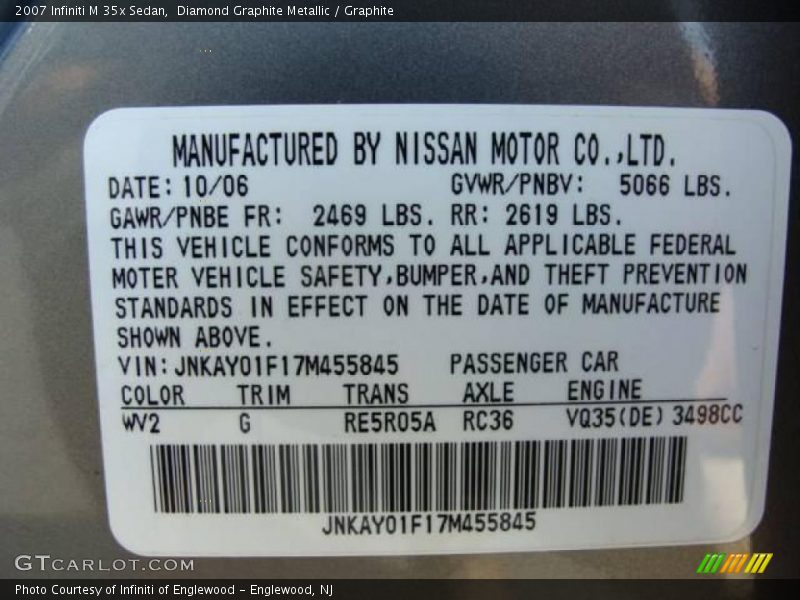 2007 Infiniti M 35x Sedan,  Diamond Graphite Metallic / Graphite
MANUFACTURED BY NISSAN MOTOR CO.,LTD.
DATE: 10/06 GVWR/PNBV: 5066 LBS.
GAWR/PNBE FR: 2469 LBS. RR: 2619 LBS.
THIS VEHICLE CONFORMS TO ALL APPLICABLE FEDERAL
MOTER VEHICLE SAFETY,BUMPER,AND THEFT PREVENTION
STANDARDS IN EFFECT ON THE DATE OF MANUFACTURE
SHOWN ABOVE.
VIN: JNKAY01F17M455845 PASSENGER CAR
COLOR TRIM TRANS AXLE ENGINE
WV2 G RE5R05A RC36 VQ35(DE) 3498CC
JNKAY01F17M455845
GTCARLOT.COM
Photo Courtesy of Infiniti of Englewood - Englewood, NJ